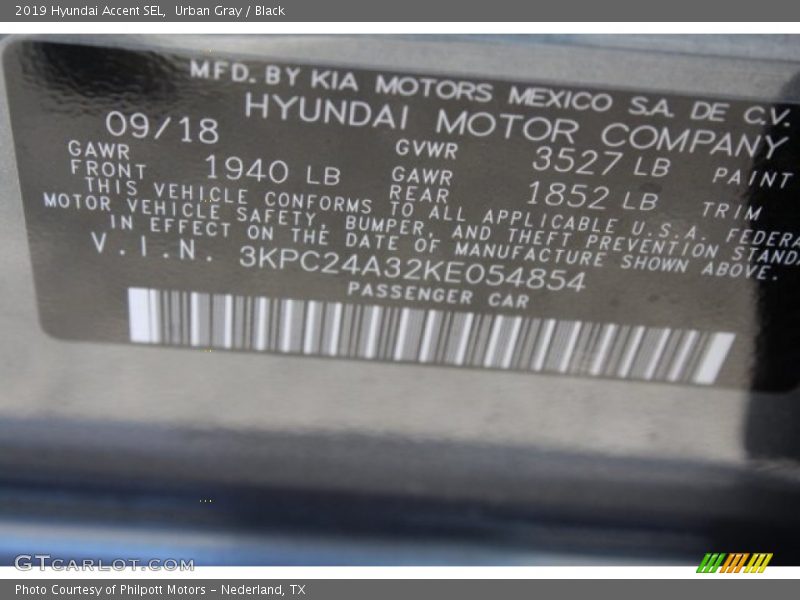 2019 Hyundai Accent SEL, Urban Gray / Black
MFD. BY KIA MOTORS MEXICO S.A. DE C.V.
HYUNDAI MOTOR COMPANY
09/18 GVWR 3527 LB PAINT
GAWR FRONT 1940 LB GAWR REAR 1852 LB TRIM
THIS VEHICLE CONFORMS TO ALL APPLICABLE U.S.A. FEDERA
MOTOR VEHICLE SAFETY, BUMPER, AND THEFT PREVENTION STAND
IN EFFECT ON THE DATE OF MANUFACTURE SHOWN ABOVE.
V.I.N. 3KPC24A32KE054854
PASSENGER CAR
GTCARLOT.COM
Photo Courtesy of Philpott Motors - Nederland, TX